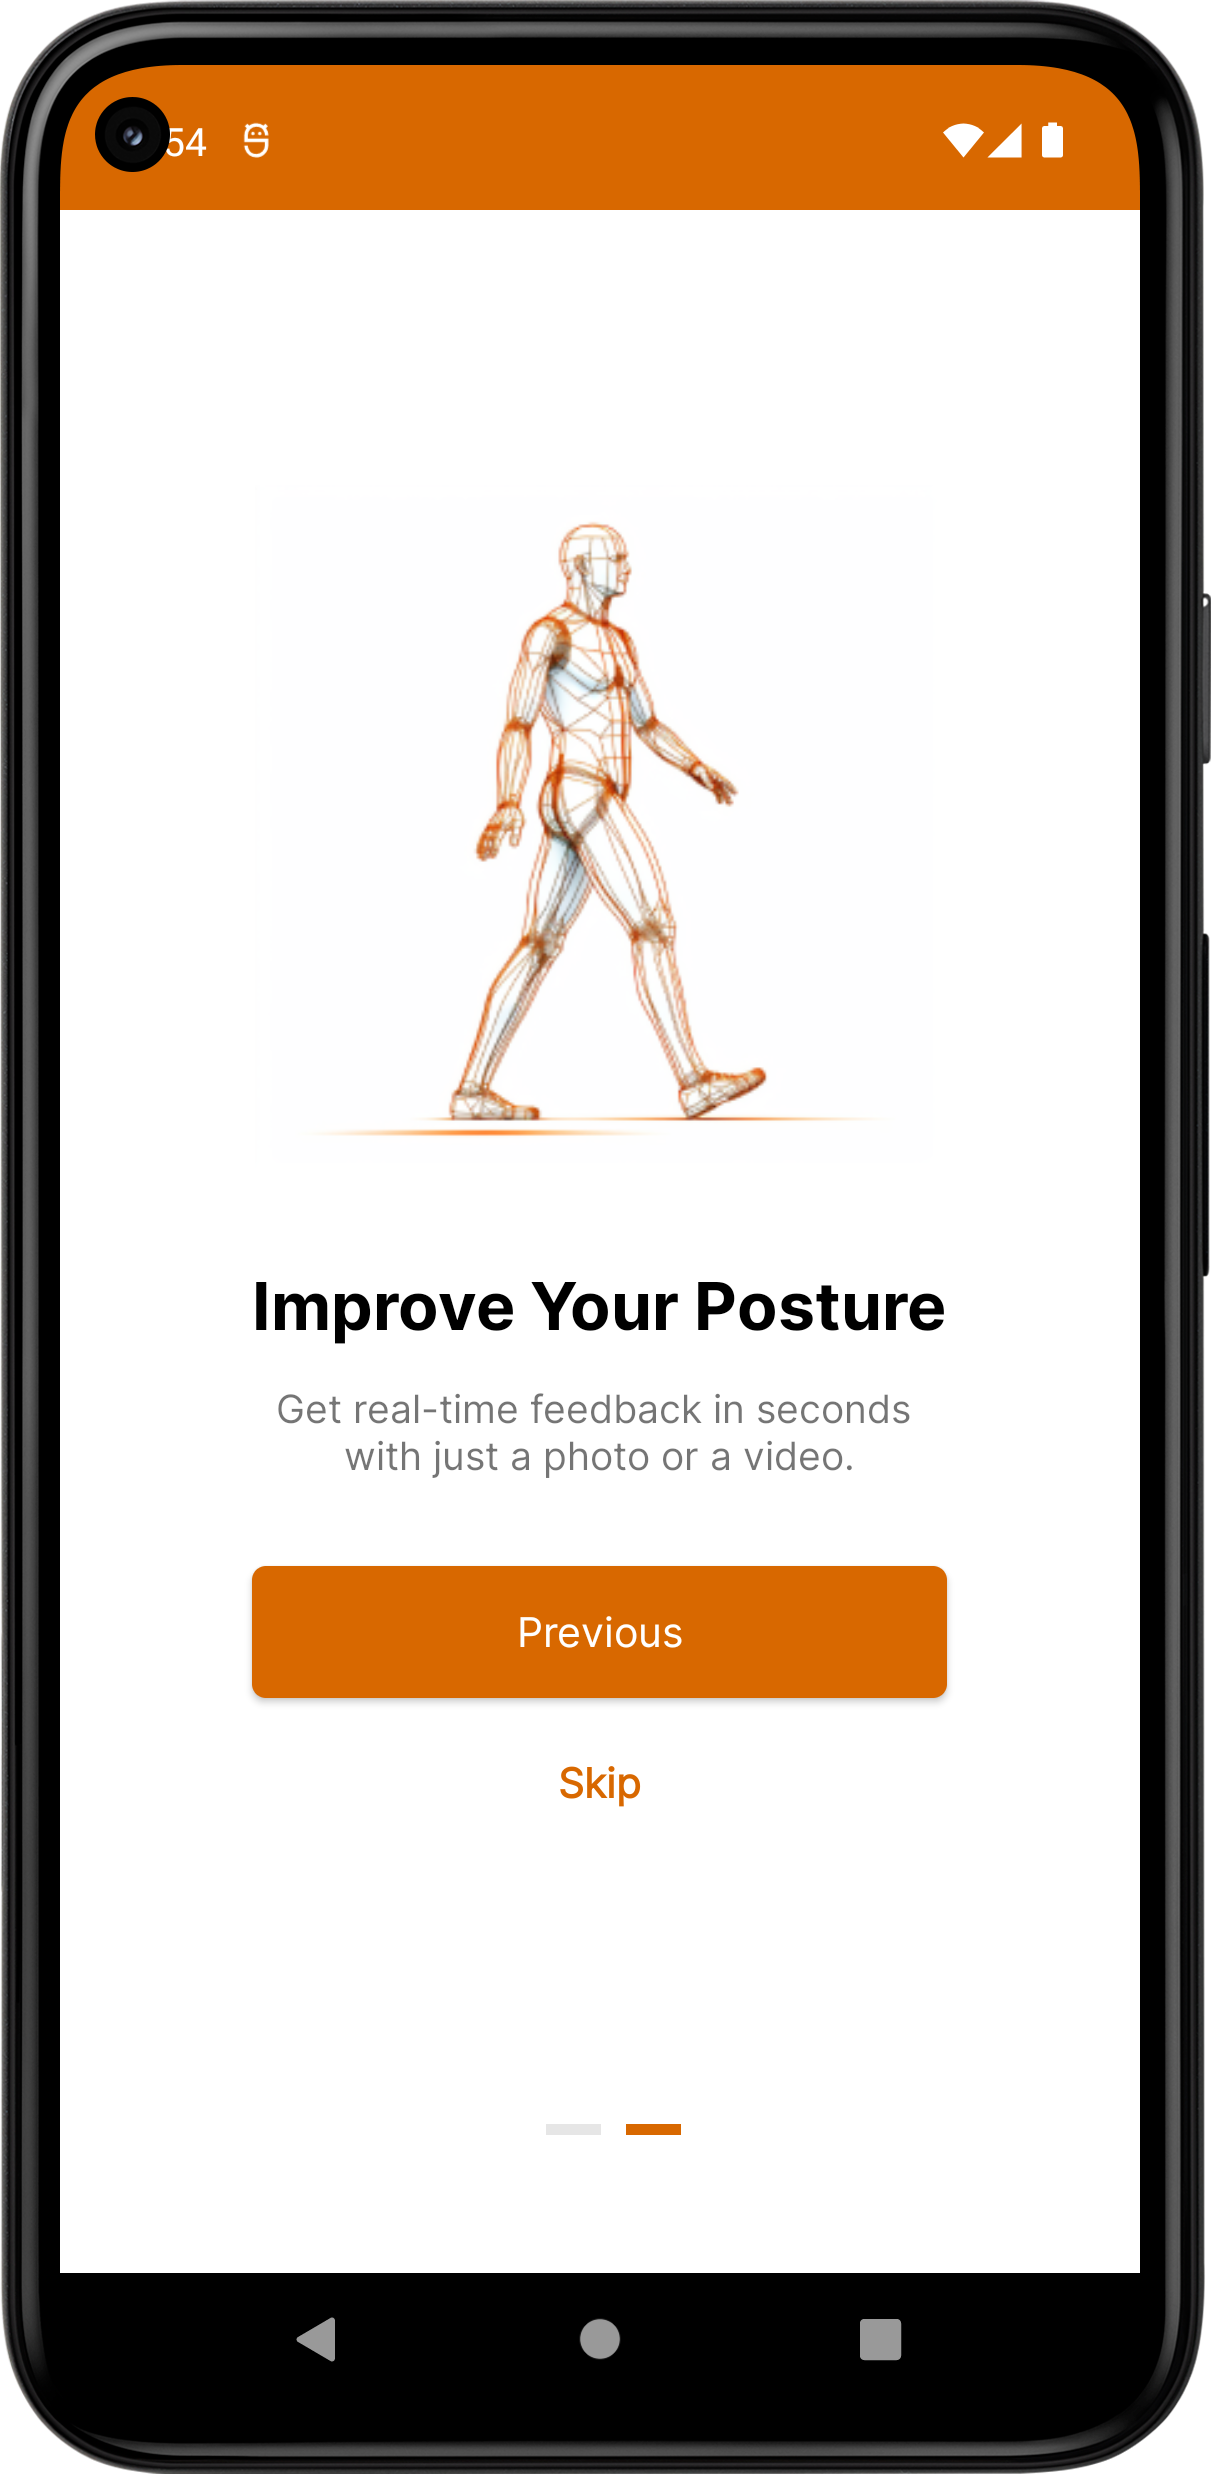 54
Improve Your Posture
Get real-time feedback in seconds
with just a photo or a video.
Previous
Skip